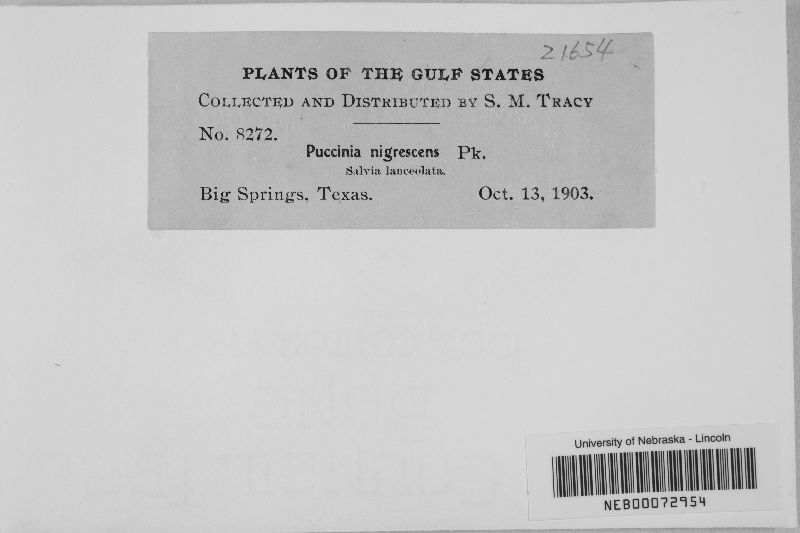 21654
PLANTS OF THE GULF STATES
COLLECTED AND DISTRIBUTED BY S. M. TRACY
No. 8272.
Puccinia nigrescens Pk.
Salvia lanceolata.
Big Springs, Texas. Oct. 13, 1903.
University of Nebraska - Lincoln
NEB00072954